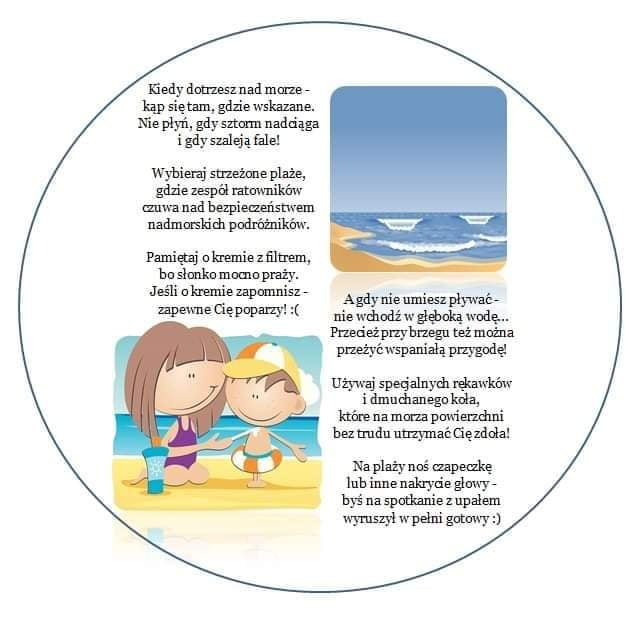 Kiedy dotrzesz nad morze -
kąp się tam, gdzie wskazane.
Nie płyń, gdy sztorm nadciąga
i gdy szaleją fale!
Wybieraj strzeżone plaże,
gdzie zespół ratowników
czuwa nad bezpieczeństwem
nadmorskich podróżników.
Pamiętaj o kremie z filtrem,
bo słonko mocno praży.
Jeśli o kremie zapomnisz -
zapewne Cię poparzy! :(
A gdy nie umiesz pływać -
nie wchodź w głęboką wodę...
Przecież przy brzegu też można
przeżyć wspaniałą przygodę!
Używaj specjalnych rękawków
i dmuchanego koła,
które na morza powierzchni
bez trudu utrzymać Cię zdoła!
Na plaży noś czapeczkę
lub inne nakrycie głowy -
byś na spotkanie z upałem
wyruszył w pełni gotowy :)